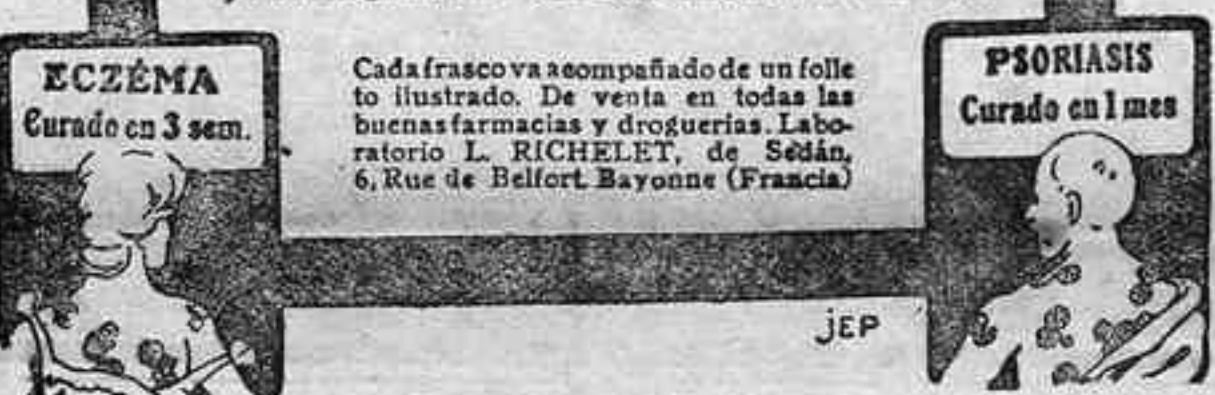 ECZÉMA
Curado en 3 sem.
Cada frasco va acompañado de un folle
to ilustrado. De venta en todas las
buenas farmacias y droguerias. Labo-
ratorio L. RICHELET, de Sedán,
6, Rue de Belfort Bayonne (Francia)
PSORIASIS
Curado en 1 mes
jEP